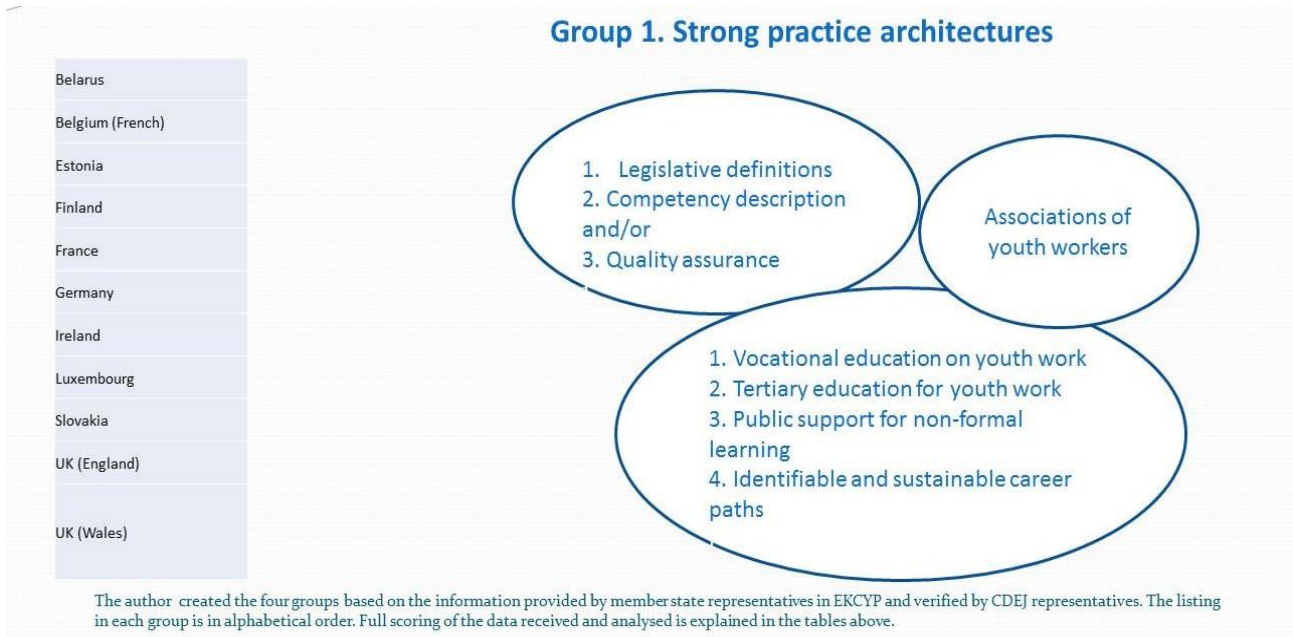 Group 1. Strong practice architectures
Belarus
Belgium (French)
Estonia
Finland
France
Germany
Ireland
Luxembourg
Slovakia
UK (England)
UK (Wales)
1. Legislative definitions
2. Competency description
and/or
3. Quality assurance
Associations of
youth workers
1. Vocational education on youth work
2. Tertiary education for youth work
3. Public support for non-formal
learning
4. Identifiable and sustainable career
paths
The author created the four groups based on the information provided by member state representatives in EKCYP and verified by CDEJ representatives. The listing
in each group is in alphabetical order. Full scoring of the data received and analysed is explained in the tables above.